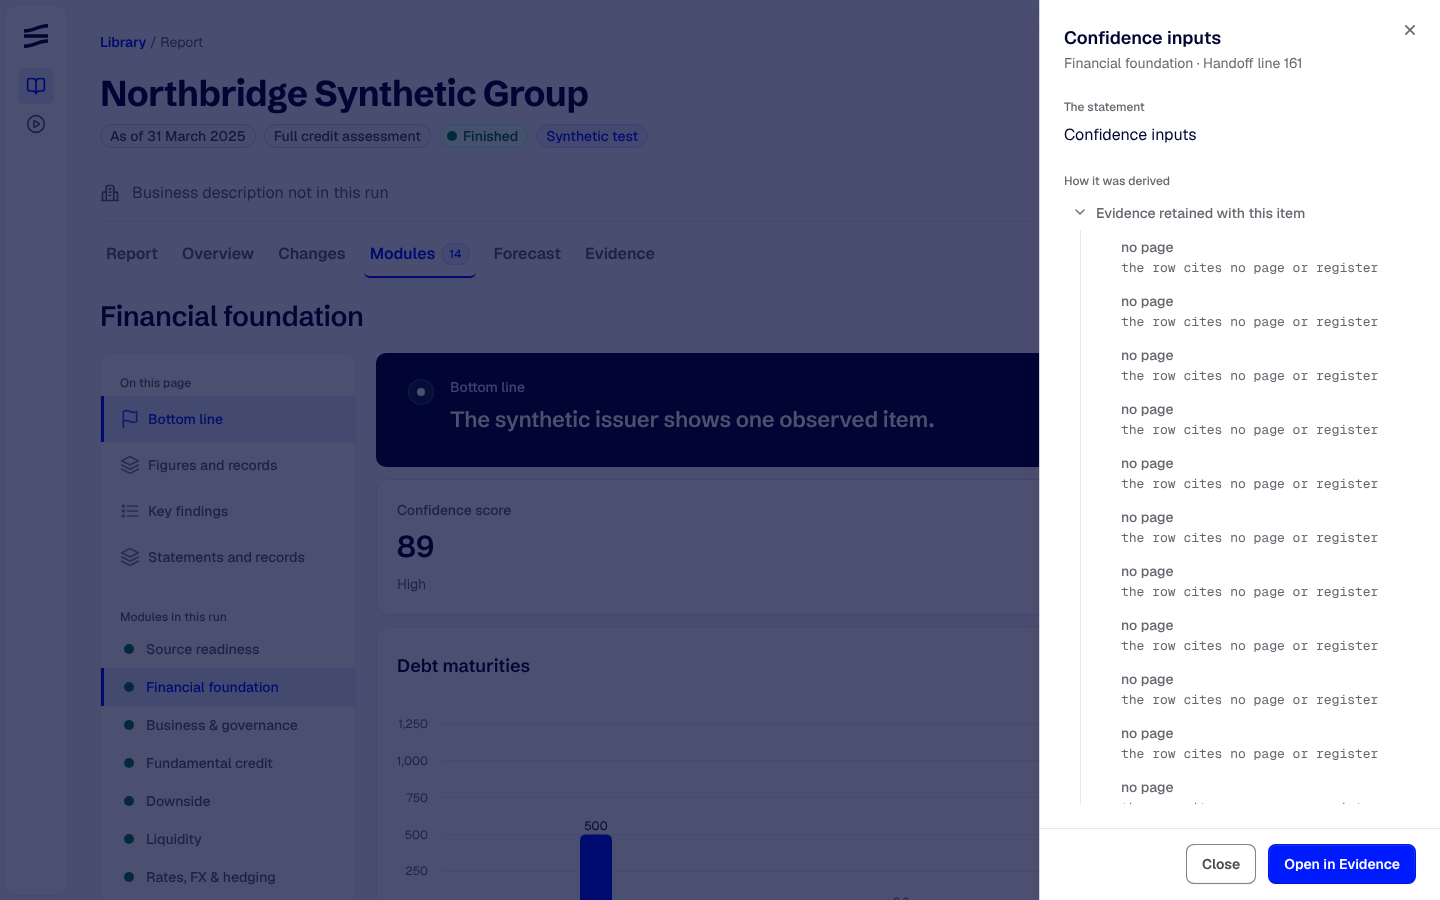 Library / Report
Northbridge Synthetic Group
As of 31 March 2025
Full credit assessment
Finished
Synthetic test
Business description not in this run
Report
Overview
Changes
Modules 14
Forecast
Evidence
Financial foundation
On this page
Bottom line
Figures and records
Key findings
Statements and records
Modules in this run
Source readiness
Financial foundation
Business & governance
Fundamental credit
Downside
Liquidity
Rates, FX & hedging
Bottom line
The synthetic issuer shows one observed item.
Confidence score
89
High
Debt maturities
1,250
1,000
750
500
250
500
Confidence inputs
Financial foundation · Handoff line 161
The statement
Confidence inputs
How it was derived
Evidence retained with this item
no page
the row cites no page or register
no page
the row cites no page or register
no page
the row cites no page or register
no page
the row cites no page or register
no page
the row cites no page or register
no page
the row cites no page or register
no page
the row cites no page or register
no page
the row cites no page or register
no page
the row cites no page or register
no page
the row cites no page or register
no page
Close
Open in Evidence